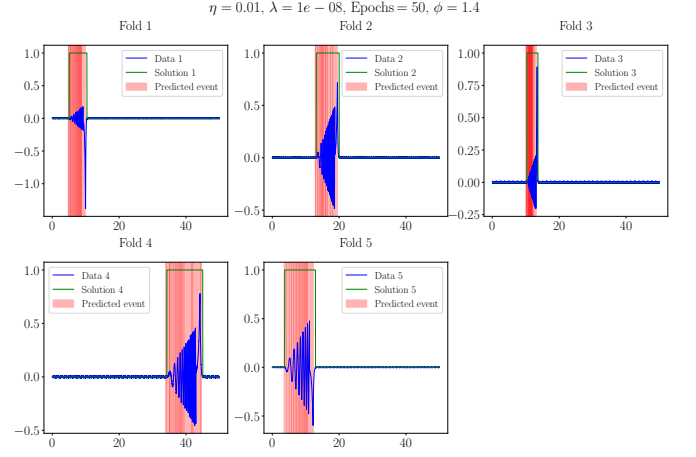 η = 0.01, λ = 1e − 08, Epochs = 50, ϕ = 1.4
Fold 1
1.0
0.5
0.0
−0.5
−1.0
0
20
40
Data 1
Solution 1
Predicted event
Fold 2
1.0
0.5
0.0
−0.5
0
20
40
Data 2
Solution 2
Predicted event
Fold 3
1.00
0.75
0.50
0.25
0.00
−0.25
0
20
40
Data 3
Solution 3
Predicted event
Fold 4
1.0
0.5
0.0
−0.5
0
20
40
Data 4
Solution 4
Predicted event
Fold 5
1.0
0.5
0.0
−0.5
0
20
40
Data 5
Solution 5
Predicted event